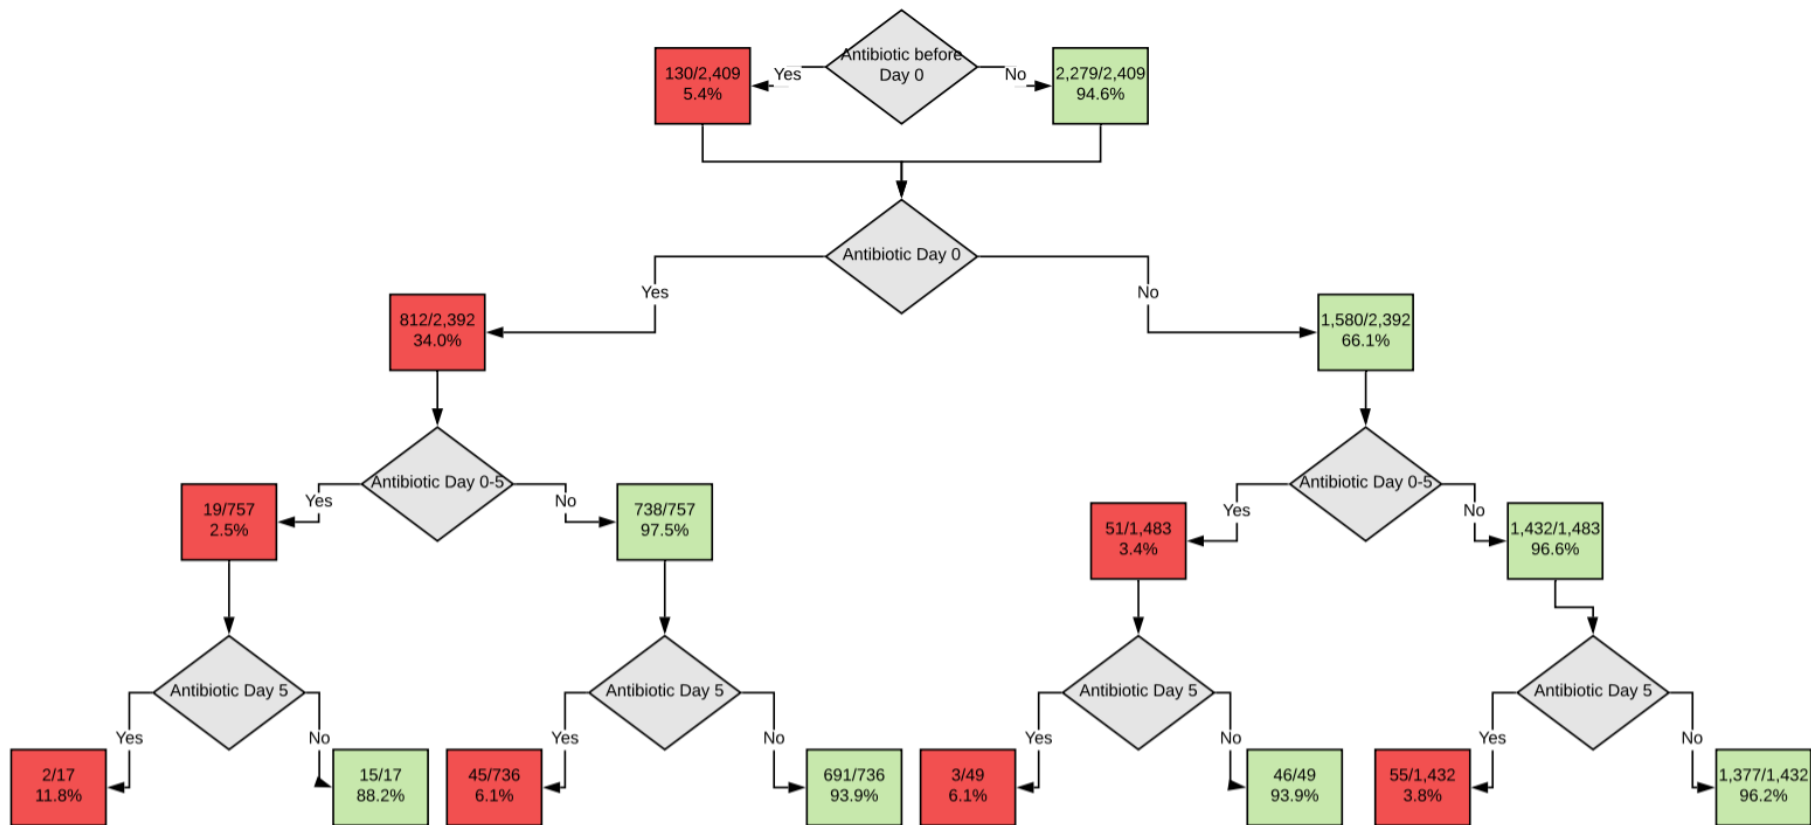 Antibiotic before
Day 0
Yes
No
130/2,409
5.4%
2,279/2,409
94.6%
Antibiotic Day 0
Yes
No
812/2,392
34.0%
1,580/2,392
66.1%
Antibiotic Day 0-5
Yes
No
19/757
2.5%
738/757
97.5%
Antibiotic Day 0-5
Yes
No
51/1,483
3.4%
1,432/1,483
96.6%
Antibiotic Day 5
Yes
No
2/17
11.8%
15/17
88.2%
Antibiotic Day 5
Yes
No
45/736
6.1%
691/736
93.9%
Antibiotic Day 5
Yes
No
3/49
6.1%
46/49
93.9%
Antibiotic Day 5
Yes
No
55/1,432
3.8%
1,377/1,432
96.2%